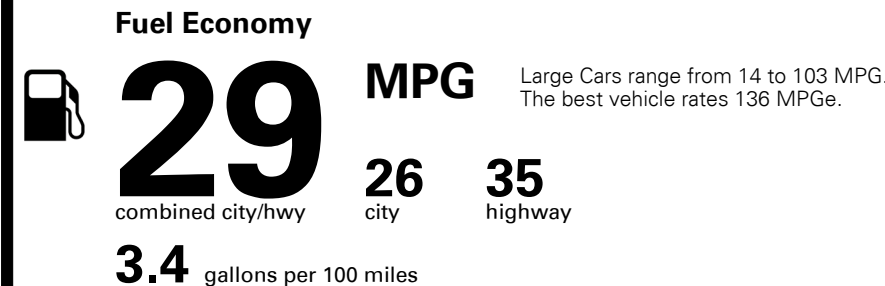 Fuel Economy
29 MPG
Large Cars range from 14 to 103 MPG.
The best vehicle rates 136 MPGe.
26 35
combined city/hwy city highway
3.4 gallons per 100 miles